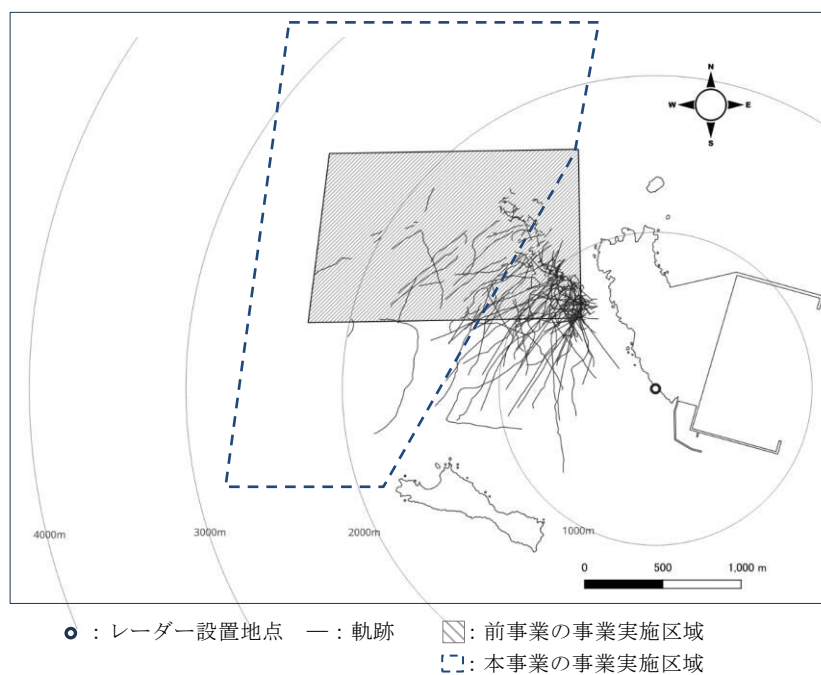 N
W E
S
4000m 3000m 2000m 1000m
0 500 1,000 m
：レーダー設置地点 ―：軌跡 ：前事業の事業実施区域
：本事業の事業実施区域